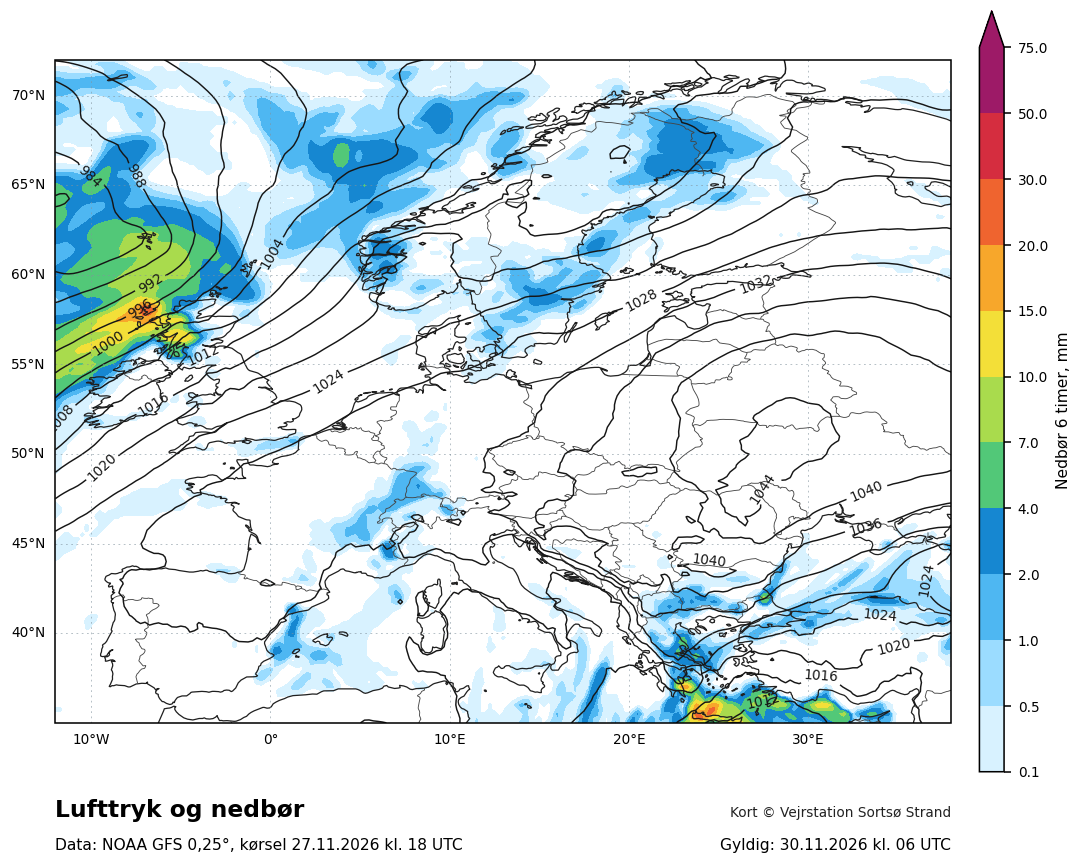 75.0
50.0
30.0
20.0
15.0
10.0
7.0
4.0
2.0
1.0
0.5
0.1
Nedbør 6 timer, mm
70°N
65°N
60°N
55°N
50°N
45°N
40°N
10°W
0°
10°E
20°E
30°E
984
988
992
996
1000
1004
1012
1016
1020
1024
1028
1032
1044
1040
1036
1040
1024
1024
1020
1016
1012
Lufttryk og nedbør
Kort © Vejrstation Sortsø Strand
Data: NOAA GFS 0,25°, kørsel 27.11.2026 kl. 18 UTC
Gyldig: 30.11.2026 kl. 06 UTC